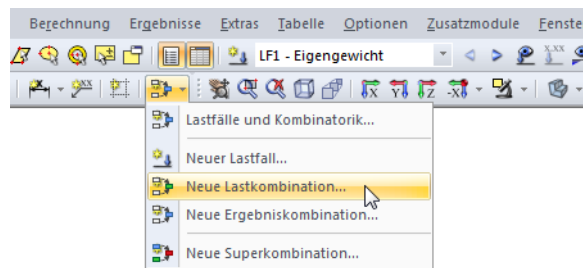 Berechnung Ergebnisse Extras Tabelle Optionen Zusatzmodule Fenste
LF1 - Eigengewicht
Lastfälle und Kombinatorik...
Neuer Lastfall...
Neue Lastkombination...
Neue Ergebniskombination...
Neue Superkombination...